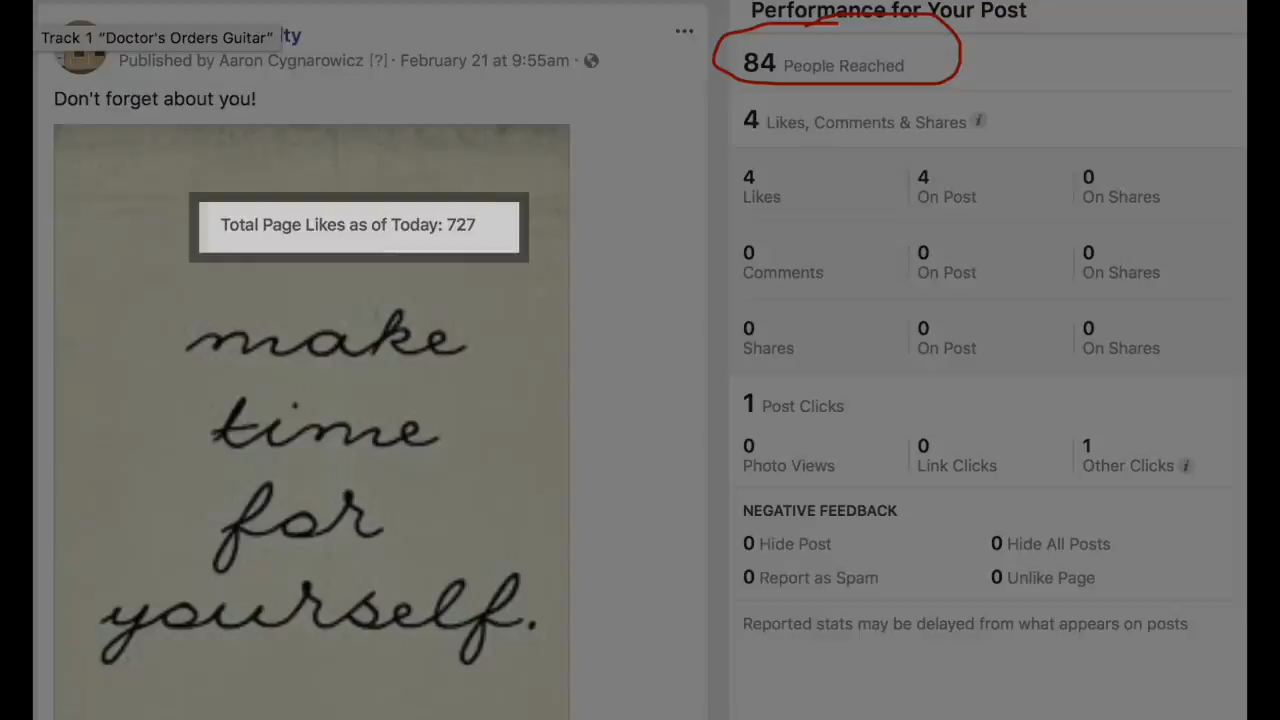 Performance for Your Post
Track 1 "Doctor's Orders Guitar" lty
Published by Aaron Cygnarowicz [?] · February 21 at 9:55am ·
Don't forget about you!
Total Page Likes as of Today: 727
make
time
for
yourself.
84 People Reached
4 Likes, Comments & Shares
4 4 0
Likes On Post On Shares
0 0 0
Comments On Post On Shares
0 0 0
Shares On Post On Shares
1 Post Clicks
0 0 1
Photo Views Link Clicks Other Clicks
NEGATIVE FEEDBACK
0 Hide Post 0 Hide All Posts
0 Report as Spam 0 Unlike Page
Reported stats may be delayed from what appears on posts